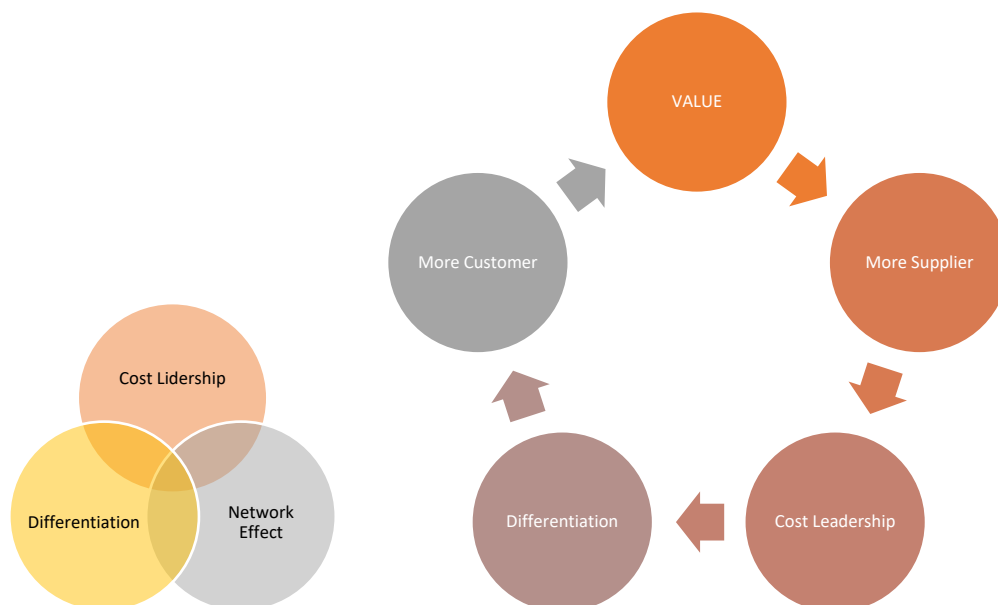 VALUE
More Supplier
Cost Leadership
Differentiation
More Customer
Cost Lidership
Differentiation
Network
Effect